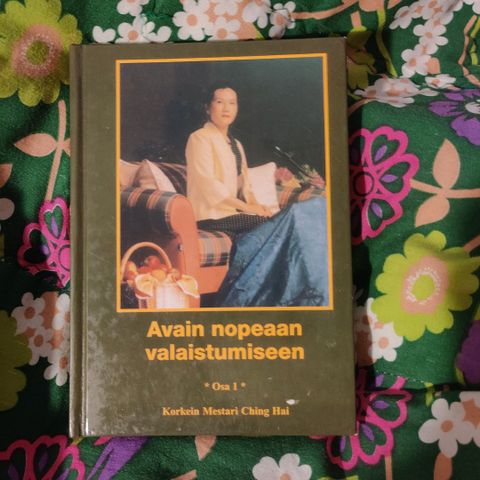 Avain nopeaan
valaistumiseen
* Osa 1 *
Korkein Mestari Ching Hai